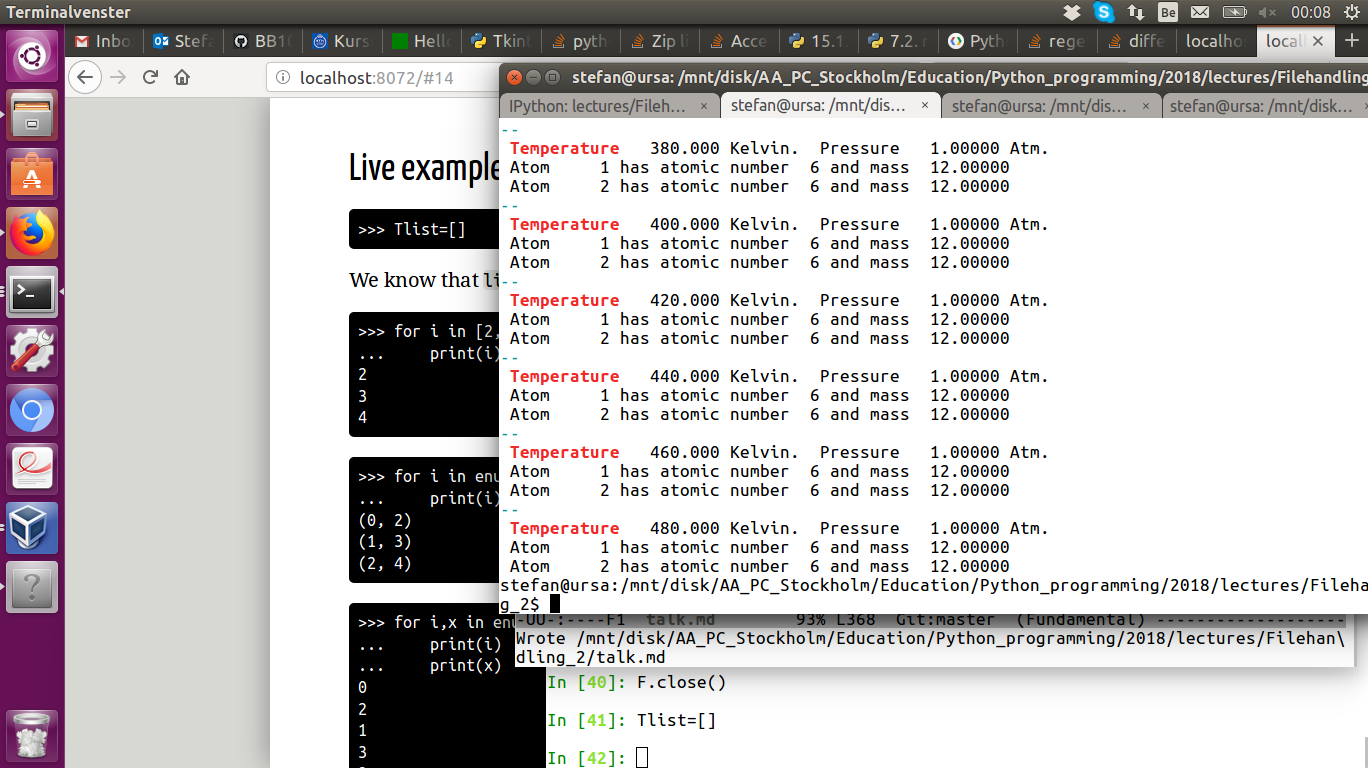 Terminalvenster
Be
00:08
Inbo
Stefa
BB10
Kurs
Hello
Tkint
pyth
Zip li
Acce
15.1.
7.2. r
Pyth
rege
diffe
localho
local
localhost:8072/#14
stefan@ursa: /mnt/disk/AA_PC_Stockholm/Education/Python_programming/2018/lectures/Filehandling
IPython: lectures/Fileh...
stefan@ursa: /mnt/dis...
stefan@ursa: /mnt/dis...
stefan@ursa: /mnt/disk...
Live example
>>> Tlist=[]
We know that li
>>> for i in [2,
...     print(i)
2
3
4
>>> for i in enu
...     print(i)
(0, 2)
(1, 3)
(2, 4)
>>> for i,x in enu
...     print(i)
...     print(x)
0
2
1
3
--
Temperature   380.000 Kelvin.  Pressure   1.00000 Atm.
Atom     1 has atomic number  6 and mass  12.00000
Atom     2 has atomic number  6 and mass  12.00000
--
Temperature   400.000 Kelvin.  Pressure   1.00000 Atm.
Atom     1 has atomic number  6 and mass  12.00000
Atom     2 has atomic number  6 and mass  12.00000
--
Temperature   420.000 Kelvin.  Pressure   1.00000 Atm.
Atom     1 has atomic number  6 and mass  12.00000
Atom     2 has atomic number  6 and mass  12.00000
--
Temperature   440.000 Kelvin.  Pressure   1.00000 Atm.
Atom     1 has atomic number  6 and mass  12.00000
Atom     2 has atomic number  6 and mass  12.00000
--
Temperature   460.000 Kelvin.  Pressure   1.00000 Atm.
Atom     1 has atomic number  6 and mass  12.00000
Atom     2 has atomic number  6 and mass  12.00000
--
Temperature   480.000 Kelvin.  Pressure   1.00000 Atm.
Atom     1 has atomic number  6 and mass  12.00000
Atom     2 has atomic number  6 and mass  12.00000
stefan@ursa:/mnt/disk/AA_PC_Stockholm/Education/Python_programming/2018/lectures/Fileha
g_2$
-UU-:----F1  talk.md        93% L368  Git:master  (Fundamental) -------------------
Wrote /mnt/disk/AA_PC_Stockholm/Education/Python_programming/2018/lectures/Filehan\
dling_2/talk.md
In [40]: F.close()
In [41]: Tlist=[]
In [42]: